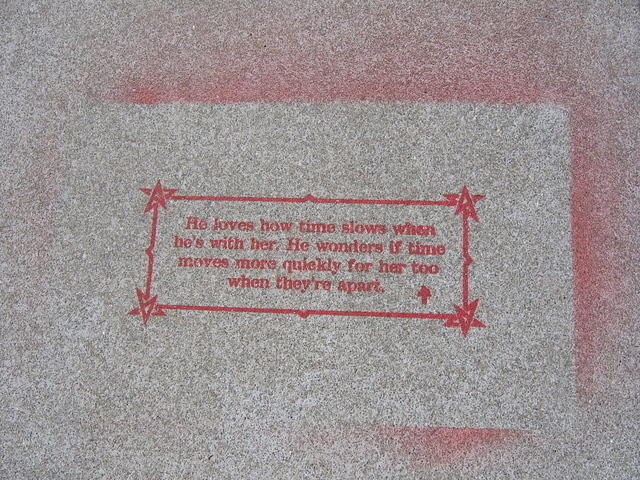 He loves how time slows when
he's with her. He wonders if time
moves more quickly for her too
when they're apart.